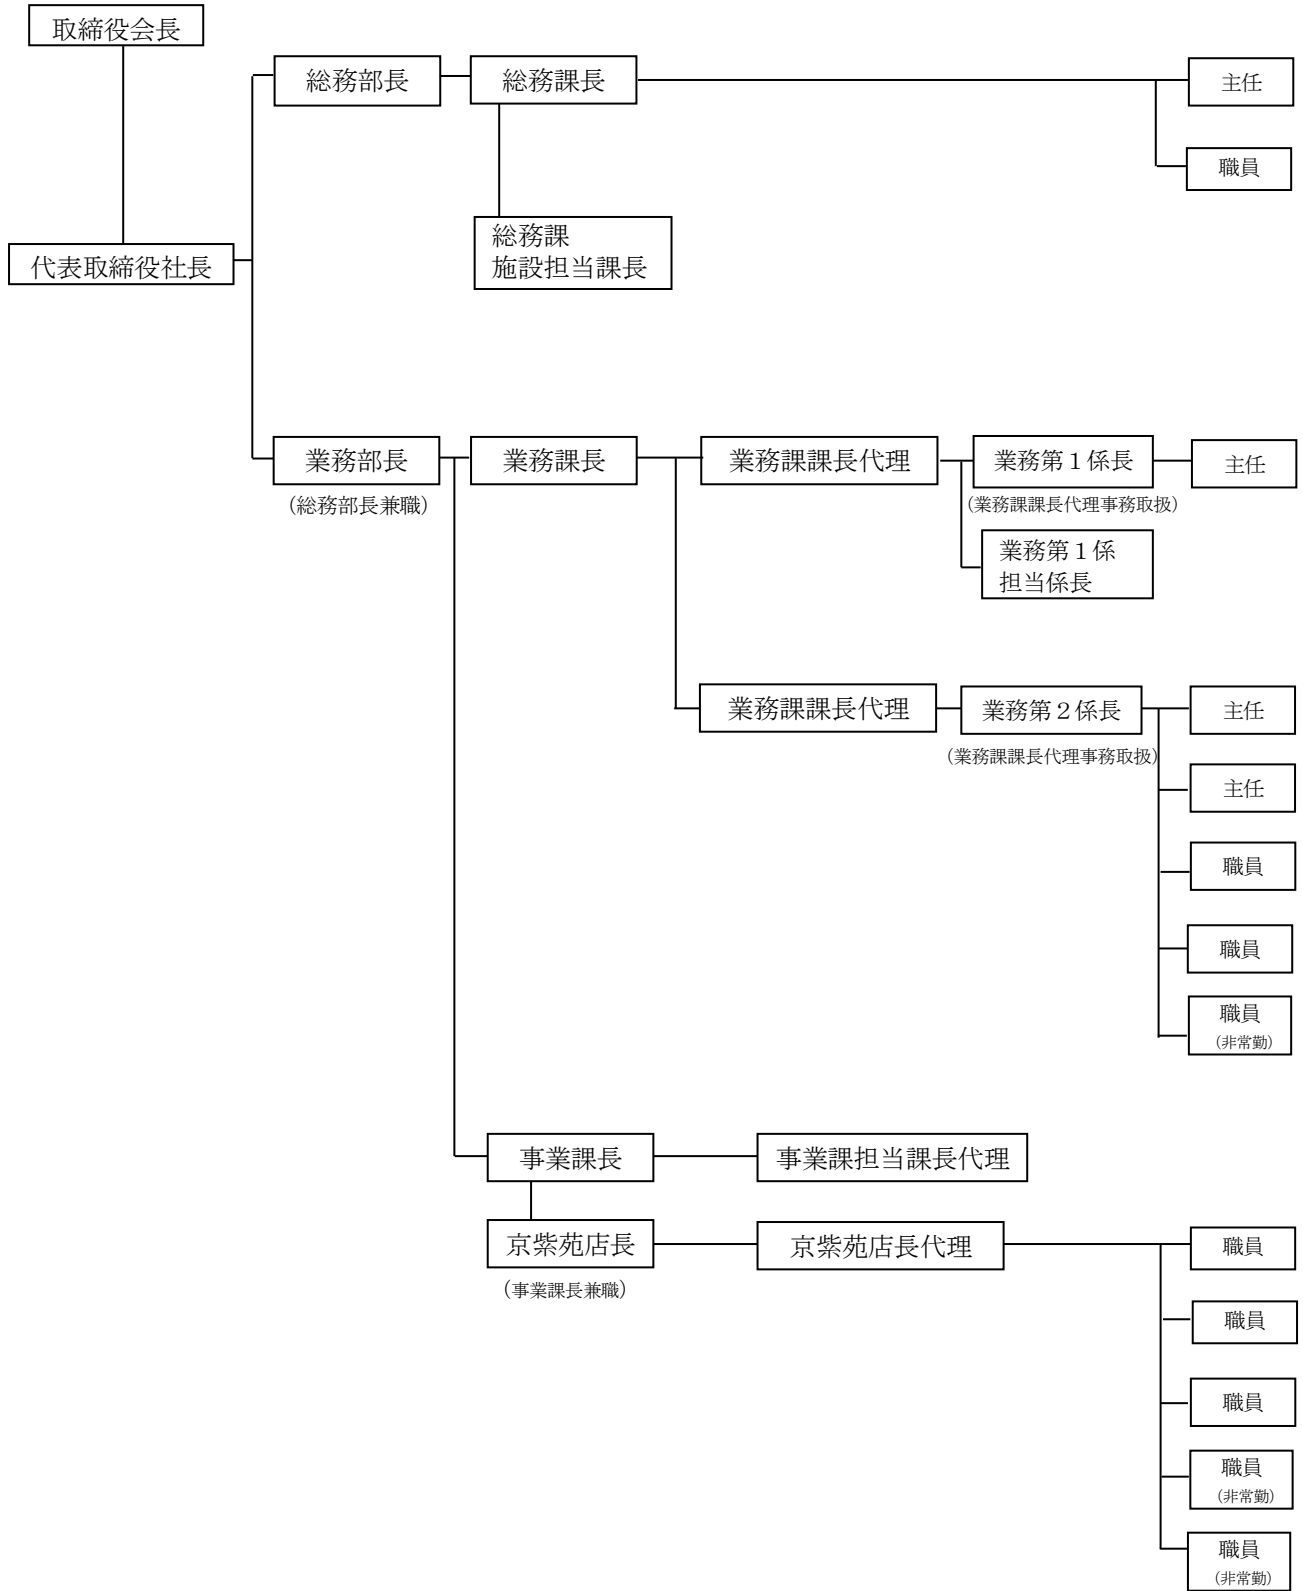 取締役会長
総務部長
総務課長
主任
職員
総務課
施設担当課長
代表取締役社長
業務部長
(総務部長兼職)
業務課長
業務課課長代理
業務第１係長
(業務課課長代理事務取扱)
主任
業務第１係
担当係長
業務課課長代理
業務第２係長
(業務課課長代理事務取扱)
主任
主任
職員
職員
職員
(非常勤)
事業課長
事業課担当課長代理
京紫苑店長
(事業課長兼職)
京紫苑店長代理
職員
職員
職員
職員
(非常勤)
職員
(非常勤)